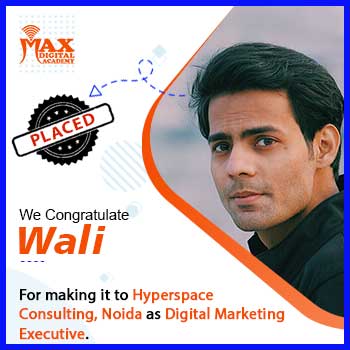 MAX
DIGITAL
ACADEMY
PLACED
We Congratulate
Wali
For making it to Hyperspace
Consulting, Noida as Digital Marketing
Executive.